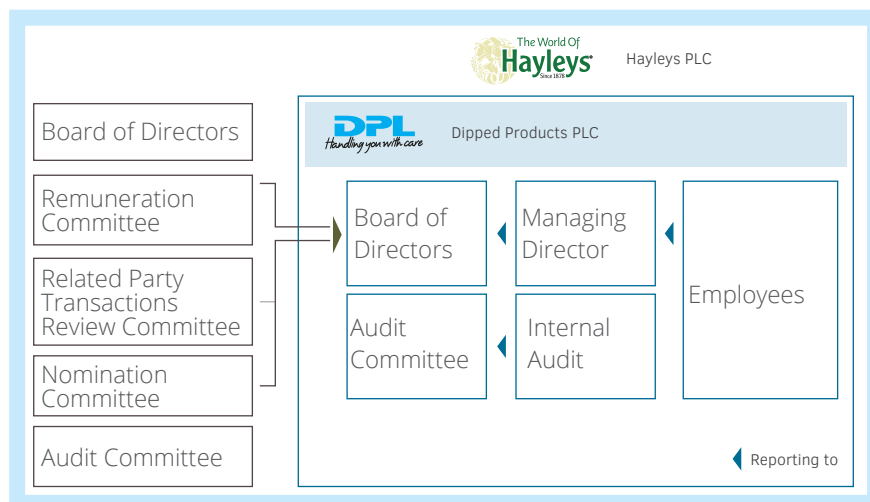 The World Of
Hayleys
Since 1878
Hayleys PLC
Board of Directors
Remuneration
Committee
Related Party
Transactions
Review Committee
Nomination
Committee
Audit Committee
DPL
Handling you with care
Dipped Products PLC
Board of
Directors
Managing
Director
Employees
Audit
Committee
Internal
Audit
Reporting to